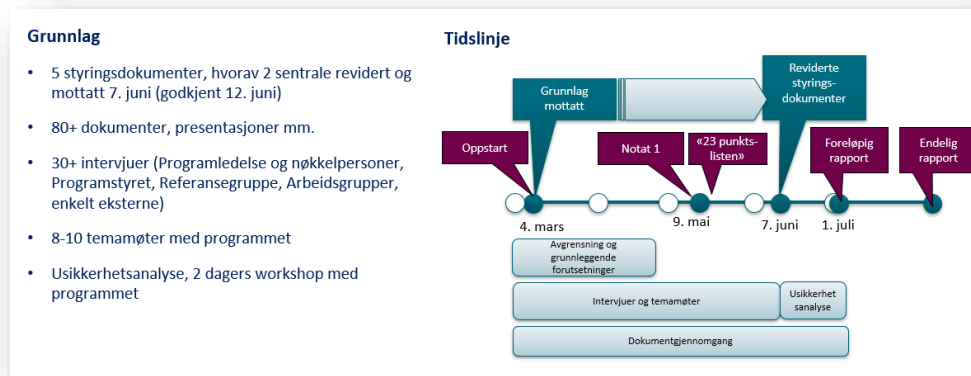 Grunnlag
• 5 styringsdokumenter, hvorav 2 sentrale revidert og
mottatt 7. juni (godkjent 12. juni)
• 80+ dokumenter, presentasjoner mm.
• 30+ intervjuer (Programledelse og nøkkelpersoner,
Programstyret, Referansegruppe, Arbeidsgrupper,
enkelt eksterne)
• 8-10 temamøter med programmet
• Usikkerhetsanalyse, 2 dagers workshop med
programmet
Tidslinje
Grunnlag
mottatt
Reviderte
styrings-
dokumenter
Oppstart
Notat 1
«23 punkts-
listen»
Foreløpig
rapport
Endelig
rapport
4. mars
9. mai
7. juni
1. juli
Avgrensning og
grunnleggende
forutsetninger
Intervjuer og temamøter
Usikkerhet
sanalyse
Dokumentgjennomgang